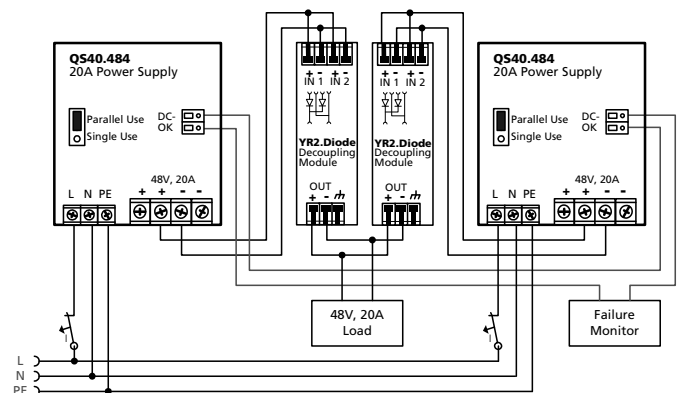 QS40.484
20A Power Supply
Parallel Use
Single Use
DC-
OK
48V, 20A
+ + - -
L N PE
+ - + -
IN 1 IN 2
YR2.Diode
Decoupling
Module
OUT
+ -
+ - + -
IN 1 IN 2
YR2.Diode
Decoupling
Module
OUT
+ -
QS40.484
20A Power Supply
Parallel Use
Single Use
DC-
OK
48V, 20A
+ + - -
L N PE
I
I
48V, 20A
Load
Failure
Monitor
L
N
PE